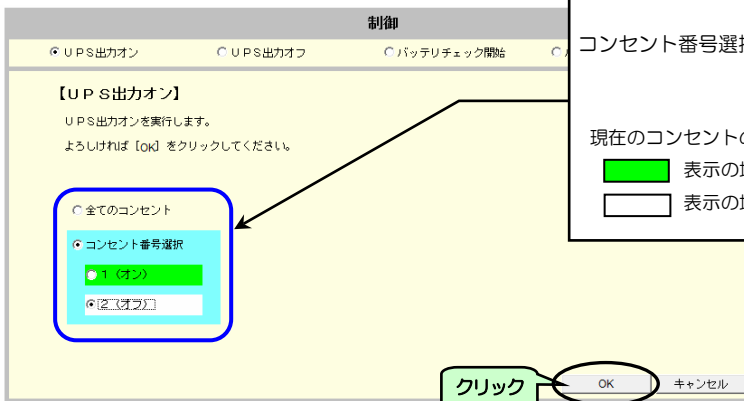 制御
UPS出力オン
UPS出力オフ
バッテリチェック開始
コンセント番号選
【UPS出力オン】
UPS出力オンを実行します。
よろしければ [OK] をクリックしてください。
現在のコンセントの
表示の
表示の
全てのコンセント
コンセント番号選択
1 (オン)
2 (オフ)
クリック
OK
キャンセル